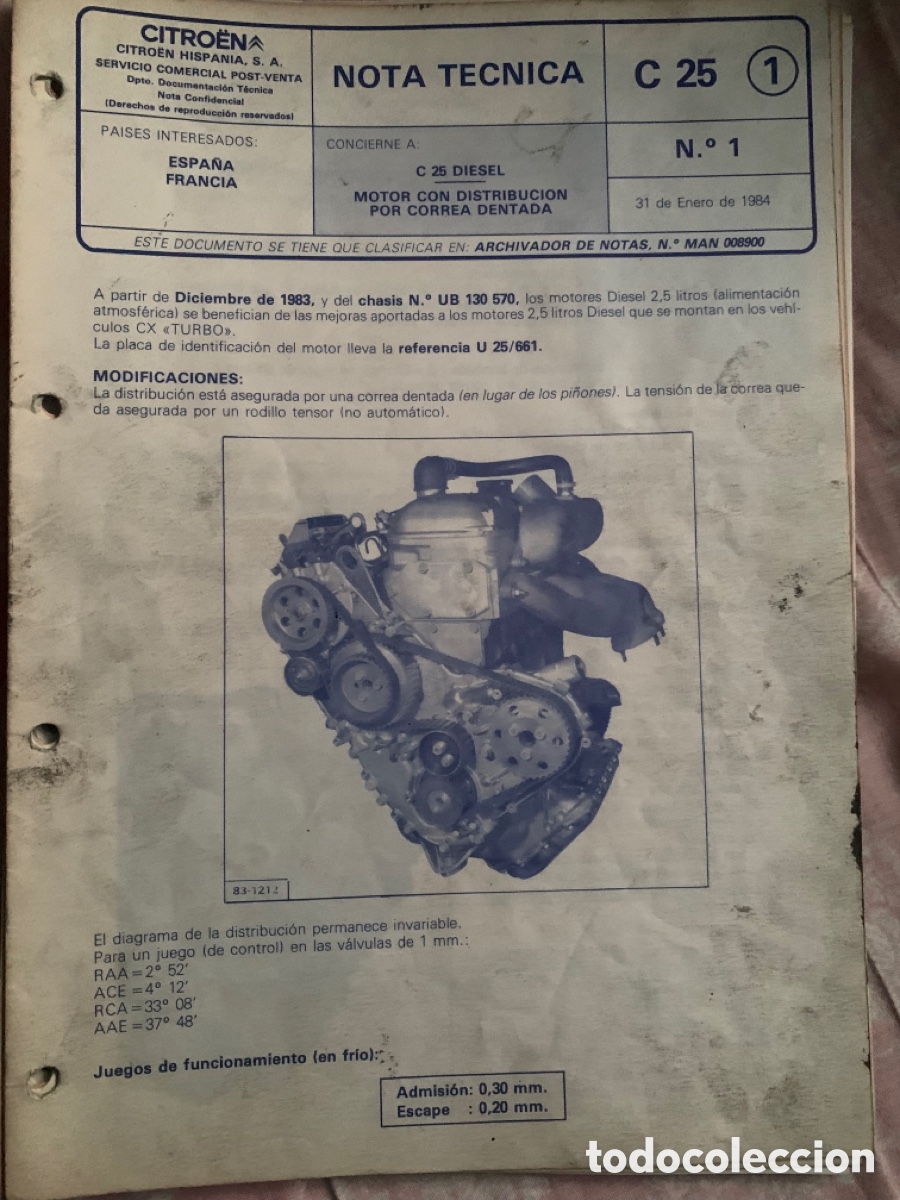 CITROËN
CITROËN HISPANIA, S. A.
SERVICIO COMERCIAL POST-VENTA
Dpto. Documentación Técnica
Nota Confidencial
(Derechos de reproducción reservados)
NOTA TECNICA
C 25 1
PAISES INTERESADOS:
ESPAÑA
FRANCIA
CONCIERNE A:
C 25 DIESEL
MOTOR CON DISTRIBUCION
POR CORREA DENTADA
N.º 1
31 de Enero de 1984
ESTE DOCUMENTO SE TIENE QUE CLASIFICAR EN: ARCHIVADOR DE NOTAS, N.º MAN 008900
A partir de Diciembre de 1983, y del chasis N.º UB 130 570, los motores Diesel 2,5 litros (alimentación
atmosférica) se benefician de las mejoras aportadas a los motores 2,5 litros Diesel que se montan en los vehí-
culos CX «TURBO».
La placa de identificación del motor lleva la referencia U 25/661.
MODIFICACIONES:
La distribución está asegurada por una correa dentada (en lugar de los piñones). La tensión de la correa que-
da asegurada por un rodillo tensor (no automático).
83-1212
El diagrama de la distribución permanece invariable.
Para un juego (de control) en las válvulas de 1 mm.:
RAA = 2º 52'
ACE = 4º 12'
RCA = 33º 08'
AAE = 37º 48'
Juegos de funcionamiento (en frío):
Admisión: 0,30 mm.
Escape : 0,20 mm.
todocoleccion